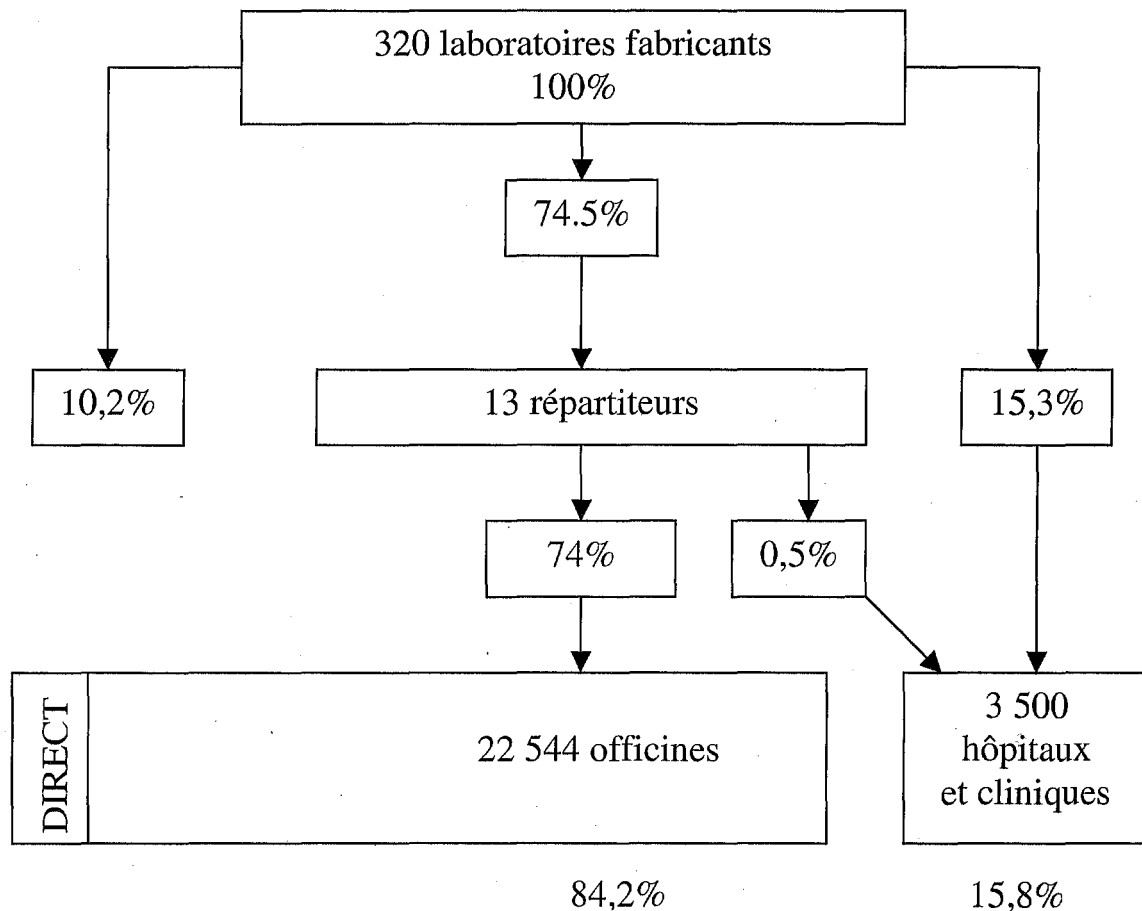 320 laboratoires fabricants
100%
74.5%
10,2%
13 répartiteurs
15,3%
74%
0,5%
DIRECT
22 544 officines
3 500
hôpitaux
et cliniques
84,2%
15,8%